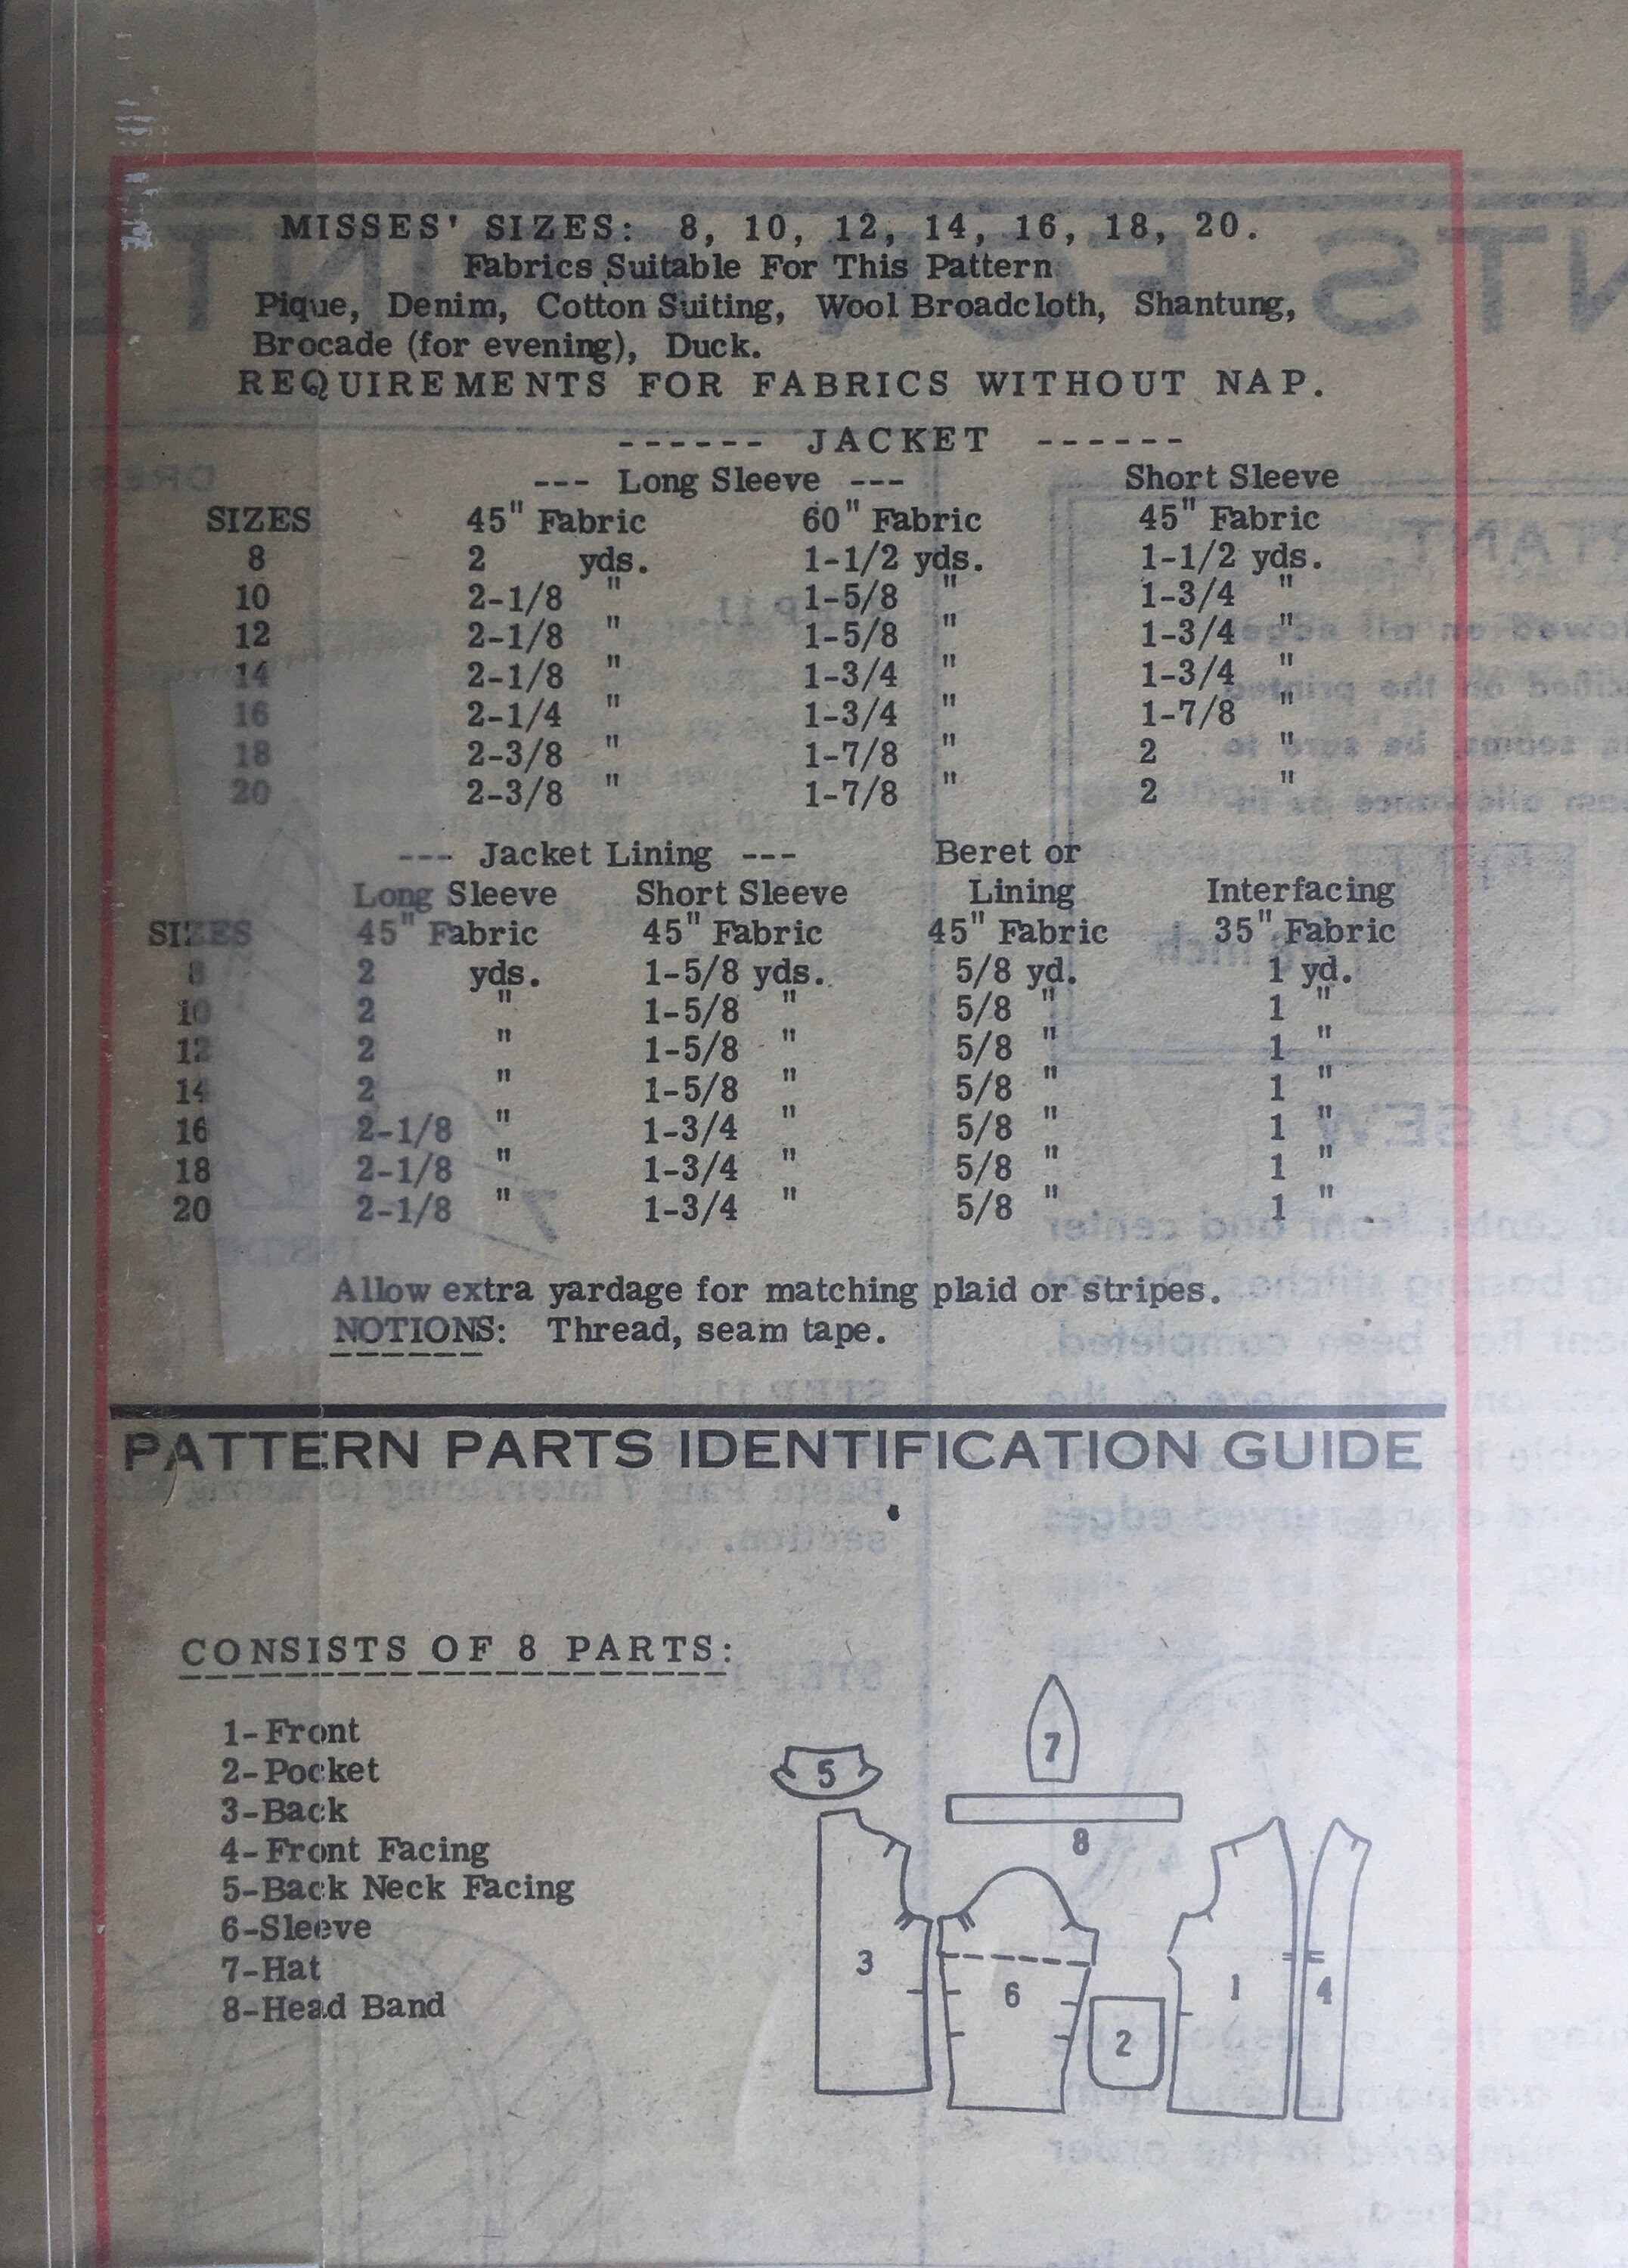 MISSES' SIZES: 8, 10, 12, 14, 16, 18, 20.
Fabrics Suitable For This Pattern
Pique, Denim, Cotton Suiting, Wool Broadcloth, Shantung,
Brocade (for evening), Duck.
REQUIREMENTS FOR FABRICS WITHOUT NAP.
------ JACKET ------
--- Long Sleeve --- Short Sleeve
SIZES 45" Fabric 60" Fabric 45" Fabric
8 2 yds. 1-1/2 yds. 1-1/2 yds.
10 2-1/8 " 1-5/8 " 1-3/4 "
12 2-1/8 " 1-5/8 " 1-3/4 "
14 2-1/8 " 1-3/4 " 1-3/4 "
16 2-1/4 " 1-3/4 " 1-7/8 "
18 2-3/8 " 1-7/8 " 2 "
20 2-3/8 " 1-7/8 " 2 "
--- Jacket Lining --- Beret or
Long Sleeve Short Sleeve Lining Interfacing
SIZES 45" Fabric 45" Fabric 45" Fabric 35" Fabric
8 2 yds. 1-5/8 yds. 5/8 yd. 1 yd.
10 2 " 1-5/8 " 5/8 " 1 "
12 2 " 1-5/8 " 5/8 " 1 "
14 2 " 1-5/8 " 5/8 " 1 "
16 2-1/8 " 1-3/4 " 5/8 " 1 "
18 2-1/8 " 1-3/4 " 5/8 " 1 "
20 2-1/8 " 1-3/4 " 5/8 " 1 "
Allow extra yardage for matching plaid or stripes.
NOTIONS: Thread, seam tape.
PATTERN PARTS IDENTIFICATION GUIDE
CONSISTS OF 8 PARTS:
1-Front
2-Pocket
3-Back
4-Front Facing
5-Back Neck Facing
6-Sleeve
7-Hat
8-Head Band
7
5
8
3
6
2
1
4